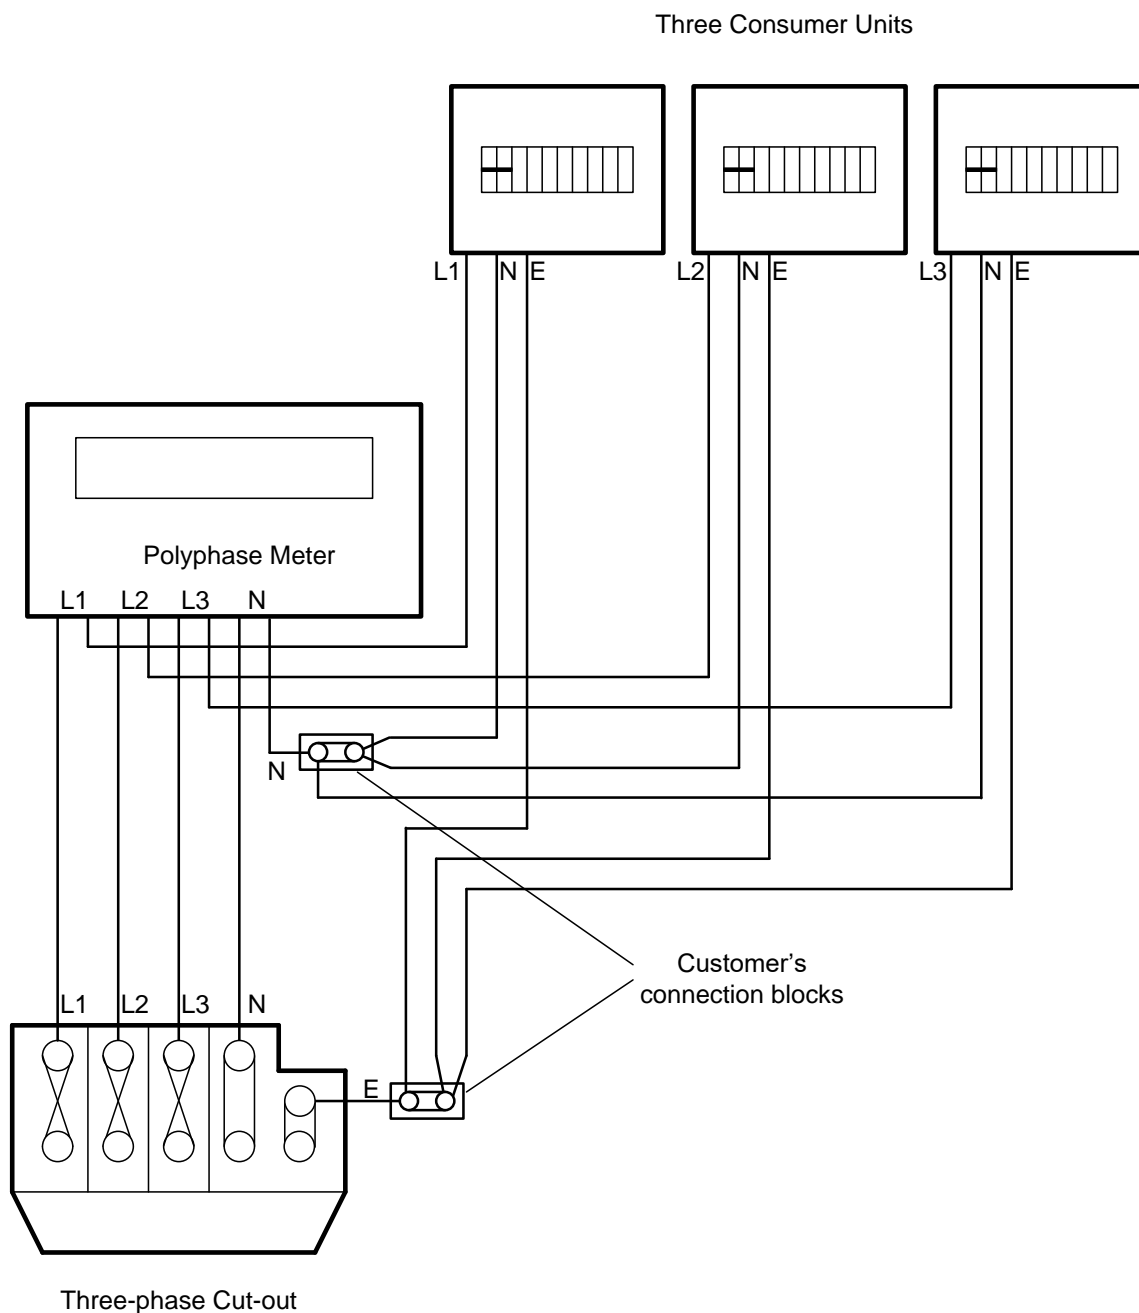 Three Consumer Units
L1 N E
L2 N E
L3 N E
Polyphase Meter
L1 L2 L3 N
N
Customer’s
connection blocks
L1 L2 L3 N
E
Three-phase Cut-out